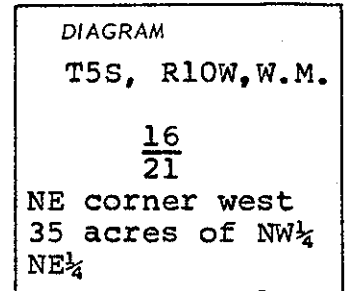 DIAGRAM
T5S, R10W,W.M.
16
21
NE corner west
35 acres of NW¼
NE¼